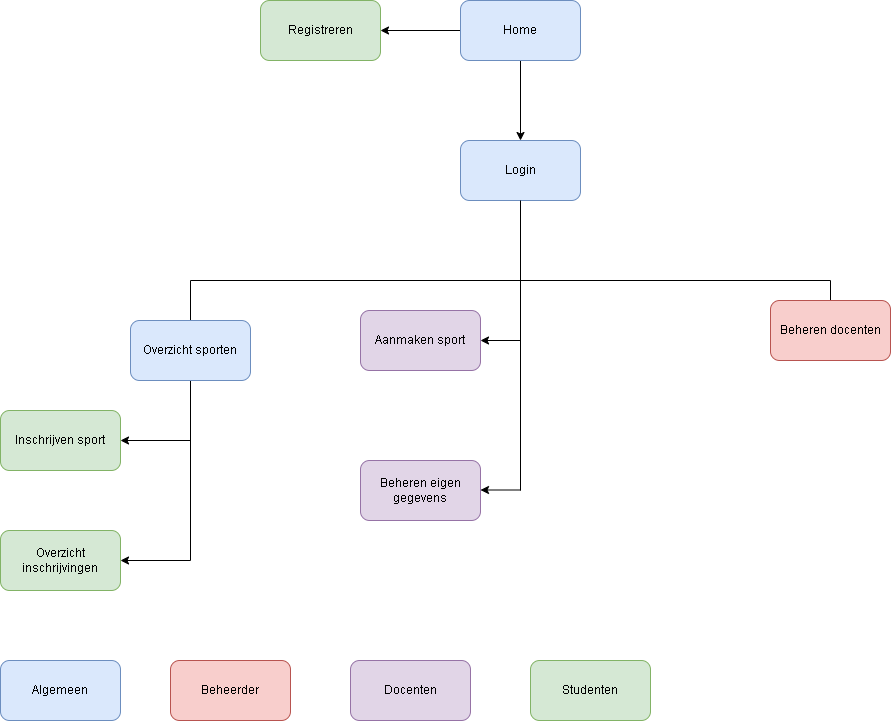 Registreren
Home
Login
Overzicht sporten
Aanmaken sport
Beheren docenten
Inschrijven sport
Beheren eigen
gegevens
Overzicht
inschrijvingen
Algemeen
Beheerder
Docenten
Studenten